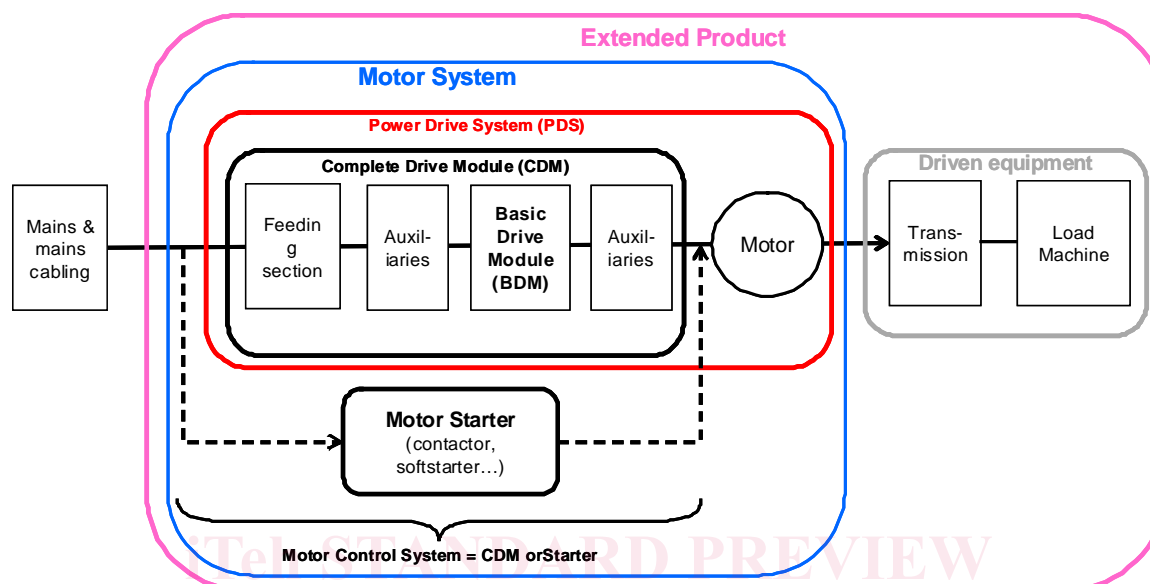 Extended Product
Motor System
Power Drive System (PDS)
Complete Drive Module (CDM)
Driven equipment
Mains &
mains
cabling
Feedin
g
section
Auxil-
iaries
Basic
Drive
Module
(BDM)
Auxil-
iaries
Motor
Trans-
mission
Load
Machine
Motor Starter
(contactor,
softstarter…)
Motor Control System = CDM orStarter
iTeh STANDARD PREVIEW